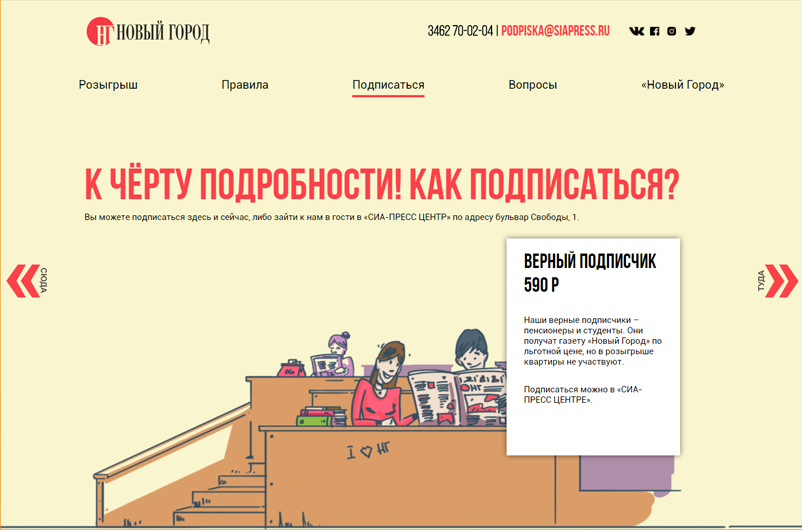 НГ НОВЫЙ ГОРОД
3462 70-02-04 | PODPISKA@SIAPRESS.RU
Розыгрыш
Правила
Подписаться
Вопросы
«Новый Город»
К ЧЁРТУ ПОДРОБНОСТИ! КАК ПОДПИСАТЬСЯ?
Вы можете подписаться здесь и сейчас, либо зайти к нам в гости в «СИА-ПРЕСС ЦЕНТР» по адресу бульвар Свободы, 1.
СЮДА
ТУДА
ВЕРНЫЙ ПОДПИСЧИК
590 Р
Наши верные подписчики –
пенсионеры и студенты. Они
получат газету «Новый Город» по
льготной цене, но в розыгрыше
квартиры не участвуют.
Подписаться можно в «СИА-
ПРЕСС ЦЕНТРЕ».
НГ
I ♡ НГ